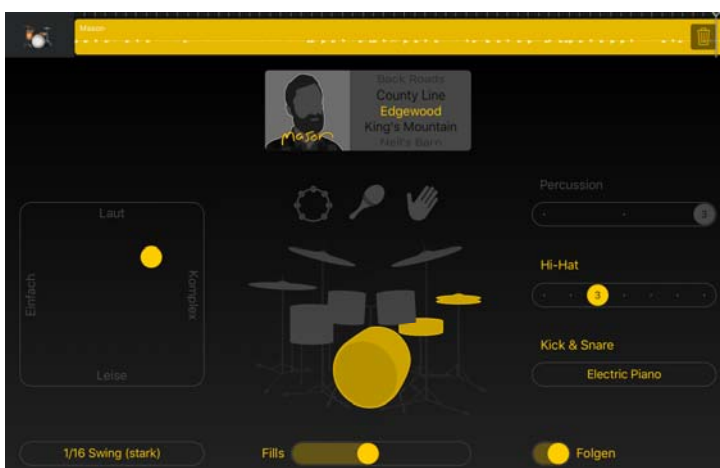 Mason
Back Roads
County Line
Edgewood
King's Mountain
Neil's Barn
mason
Percussion
3
Laut
Einfach
Komplex
Leise
Hi-Hat
3
Kick & Snare
Electric Piano
1/16 Swing (stark)
Fills
Folgen